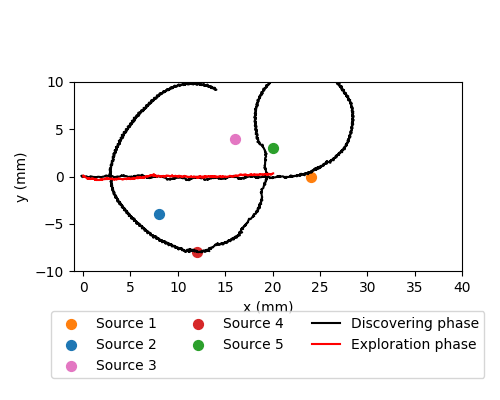 10
5
0
−5
−10
y (mm)
0 5 10 15 20 25 30 35 40
x (mm)
Source 1 Source 4 Discovering phase
Source 2 Source 5 Exploration phase
Source 3